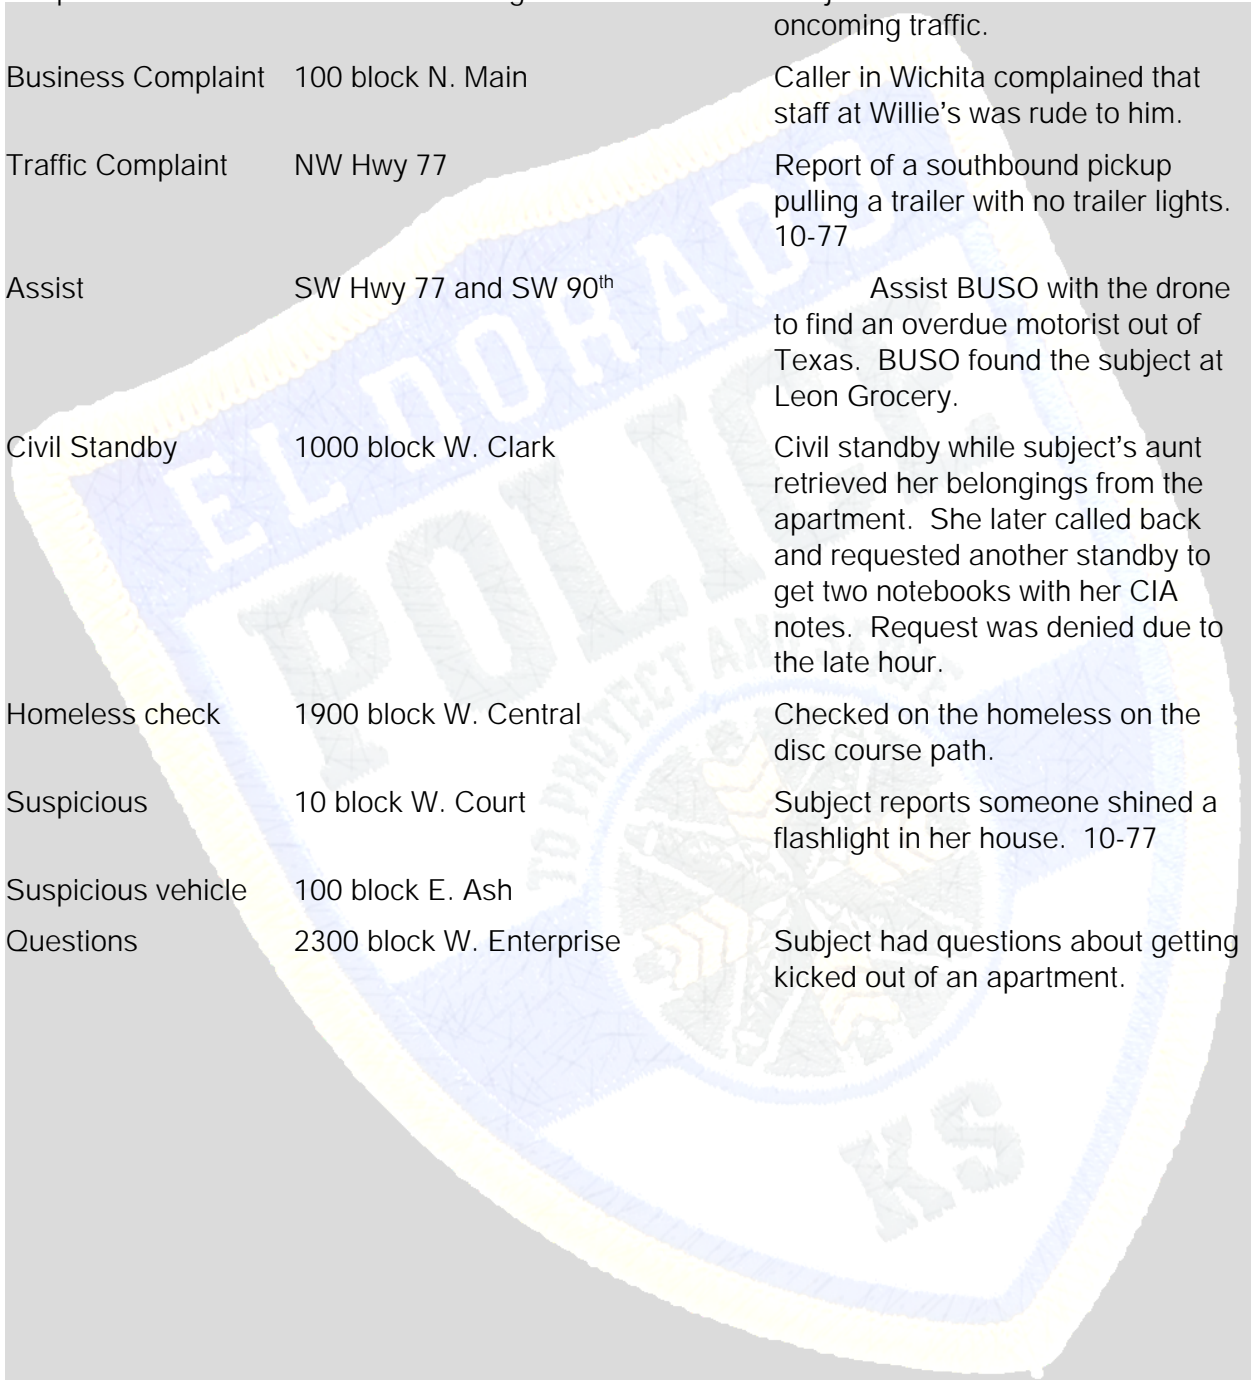 oncoming traffic.
Business Complaint 100 block N. Main Caller in Wichita complained that
staff at Willie's was rude to him.
Traffic Complaint NW Hwy 77 Report of a southbound pickup
pulling a trailer with no trailer lights.
10-77
Assist SW Hwy 77 and SW 90th Assist BUSO with the drone
to find an overdue motorist out of
Texas. BUSO found the subject at
Leon Grocery.
Civil Standby 1000 block W. Clark Civil standby while subject's aunt
retrieved her belongings from the
apartment. She later called back
and requested another standby to
get two notebooks with her CIA
notes. Request was denied due to
the late hour.
Homeless check 1900 block W. Central Checked on the homeless on the
disc course path.
Suspicious 10 block W. Court Subject reports someone shined a
flashlight in her house. 10-77
Suspicious vehicle 100 block E. Ash
Questions 2300 block W. Enterprise Subject had questions about getting
kicked out of an apartment.
EL DORADO
POLICE
TO PROTECT AND SERVE
KS